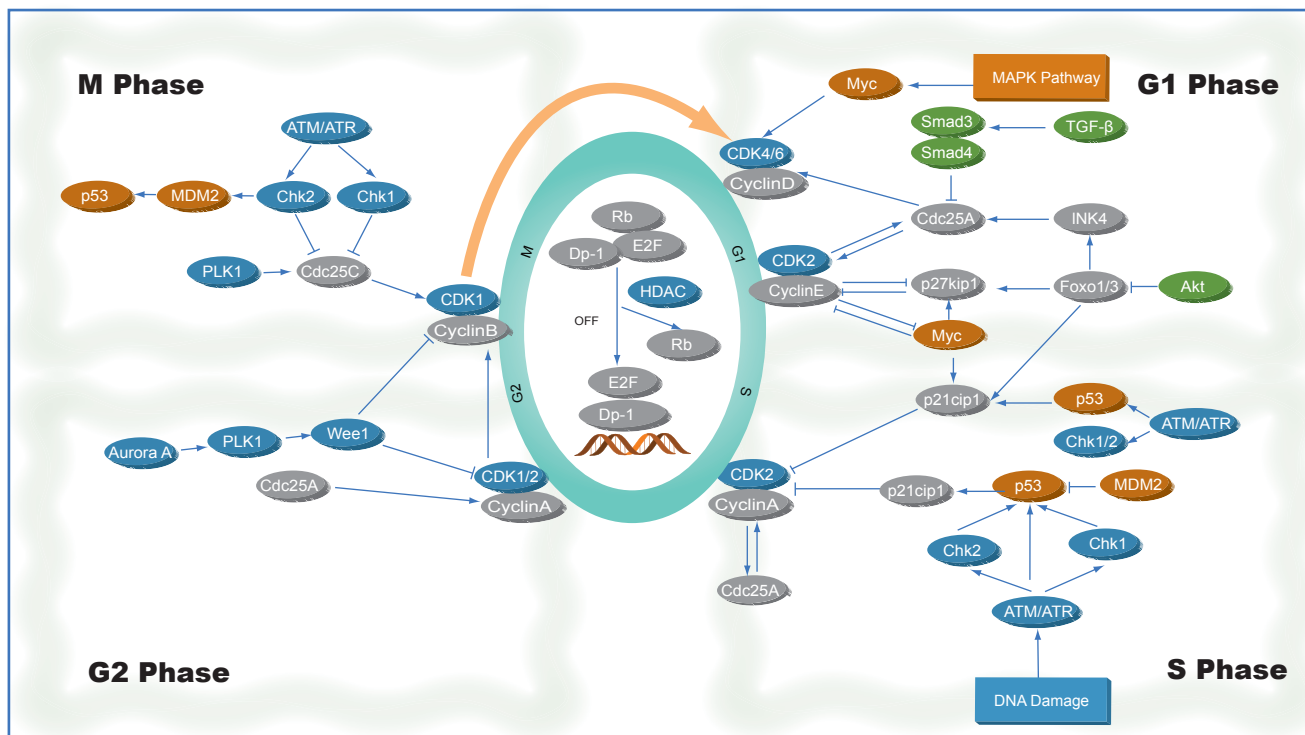 M Phase
ATM/ATR
p53
MDM2
Chk2
Chk1
PLK1
Cdc25C
CDK1
CyclinB
G1 Phase
MAPK Pathway
Myc
Smad3
Smad4
TGF-β
CDK4/6
CyclinD
Cdc25A
INK4
CDK2
CyclinE
p27kip1
Foxo1/3
Akt
Myc
M
G1
G2
S
Rb
Dp-1
E2F
HDAC
OFF
Rb
E2F
Dp-1
Aurora A
PLK1
Wee1
Cdc25A
CDK1/2
CyclinA
G2 Phase
p21cip1
p53
ATM/ATR
Chk1/2
CDK2
CyclinA
p21cip1
p53
MDM2
Chk2
Chk1
Cdc25A
ATM/ATR
DNA Damage
S Phase